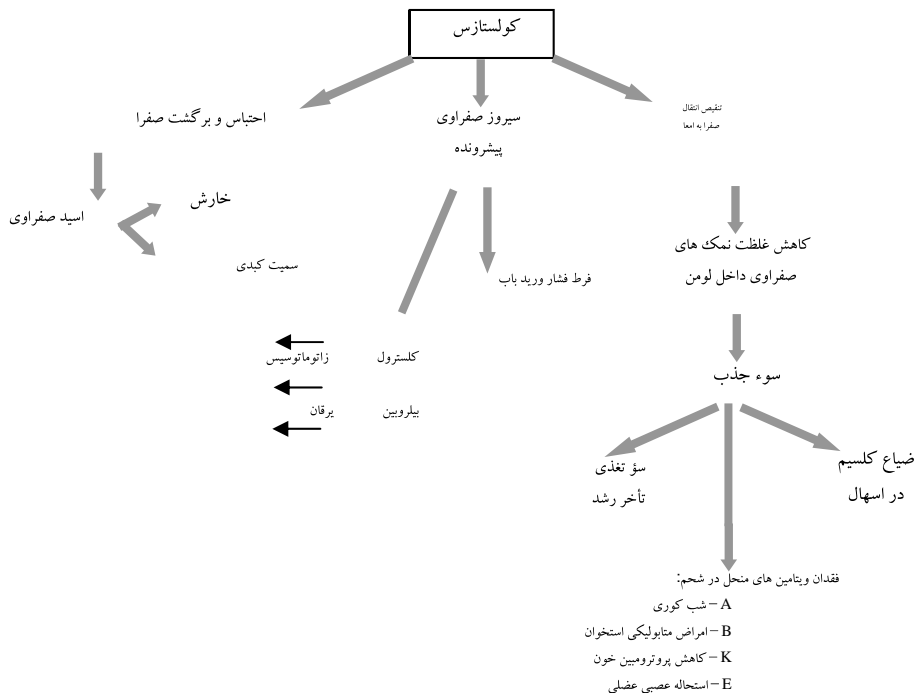 کولستازس
تنقیص انتقال
صفرا به امعا
سیروز صفراوی
پیشرونده
احتباس و برگشت صفرا
خارش
اسید صفراوی
سمیت کبدی
فرط فشار ورید باب
کاهش غلظت نمک های
صفراوی داخل لومن
کلسترول زاتوماتوسیس
بیلروبین یرقان
سوء جذب
ضیاع کلسیم
در اسهال
سؤ تغذی
تأخر رشد
فقدان ویتامین های منحل در شحم:
A – شب کوری
B – امراض متابولیکی استخوان
K – کاهش پروترومبین خون
E – استحاله عصبی عضلی